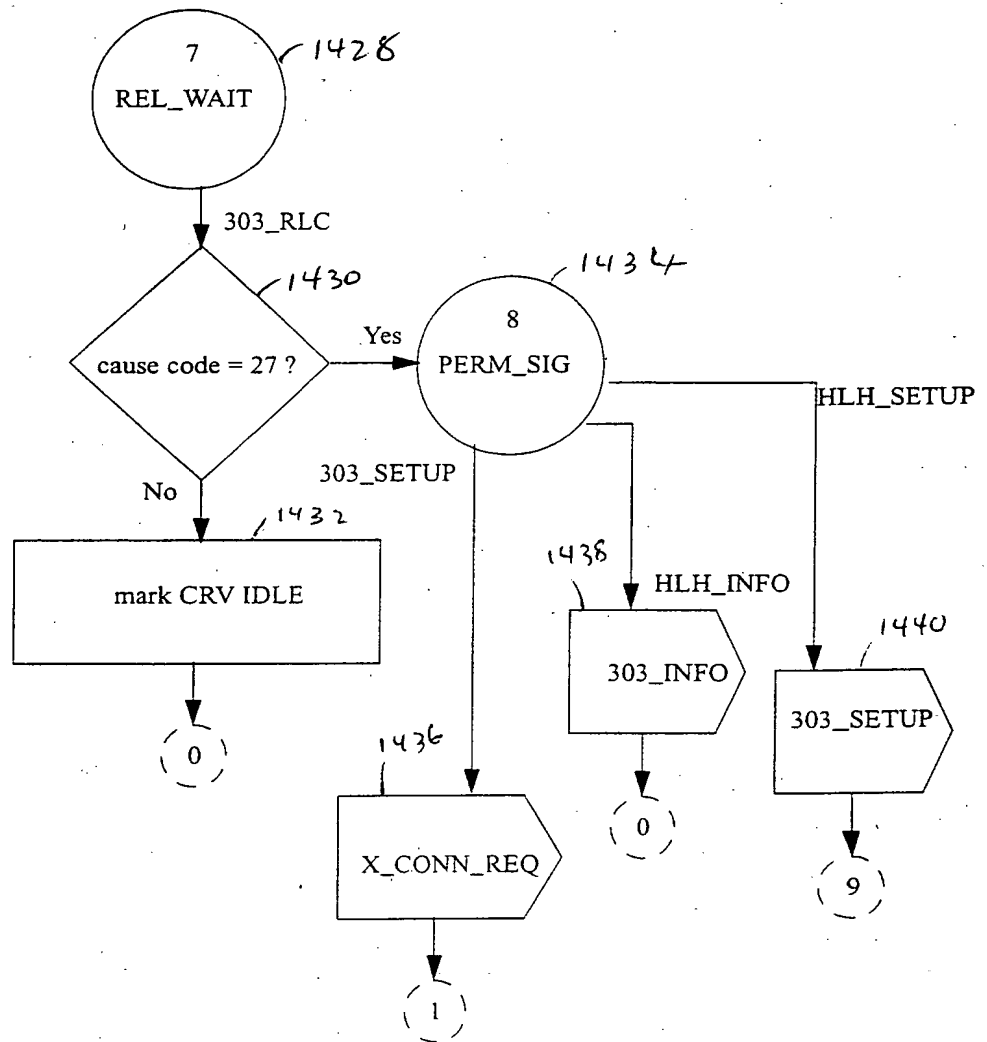 7
1428
REL_WAIT
303_RLC
1430
1434
8
Yes
cause code = 27 ?
PERM_SIG
HLH_SETUP
303_SETUP
No
1432
1438
mark CRV IDLE
HLH_INFO
1440
303_INFO
303_SETUP
0
1436
0
X_CONN_REQ
9
1